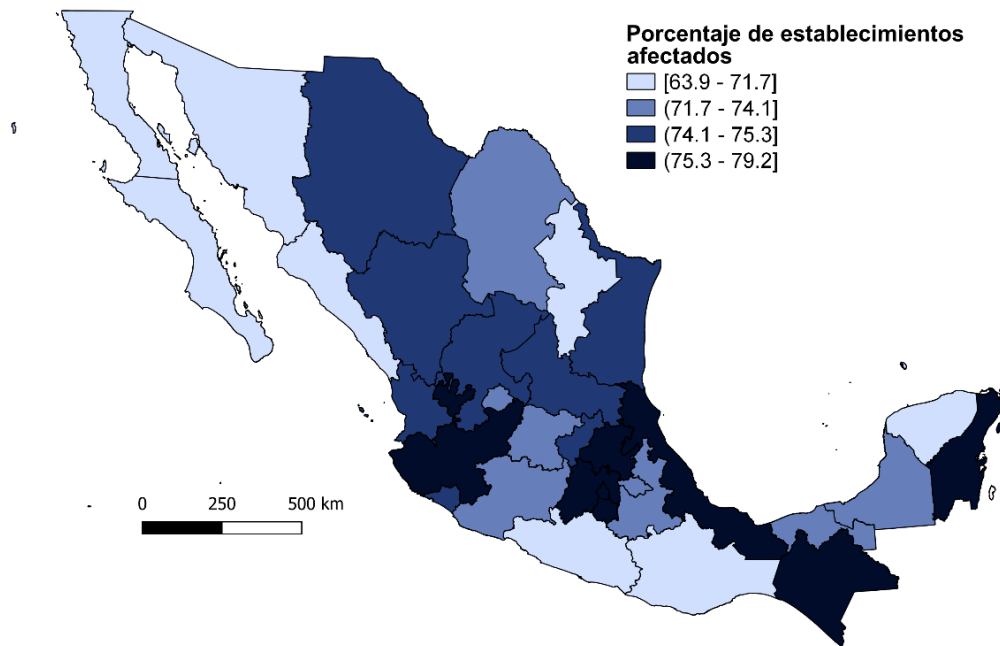 Porcentaje de establecimientos
afectados
[63.9 - 71.7]
(71.7 - 74.1]
(74.1 - 75.3]
(75.3 - 79.2]
0 250 500 km